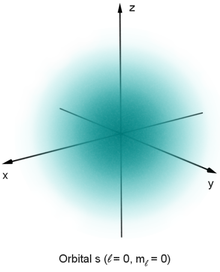 z
x
y
Orbital s (ℓ = 0, mℓ = 0)